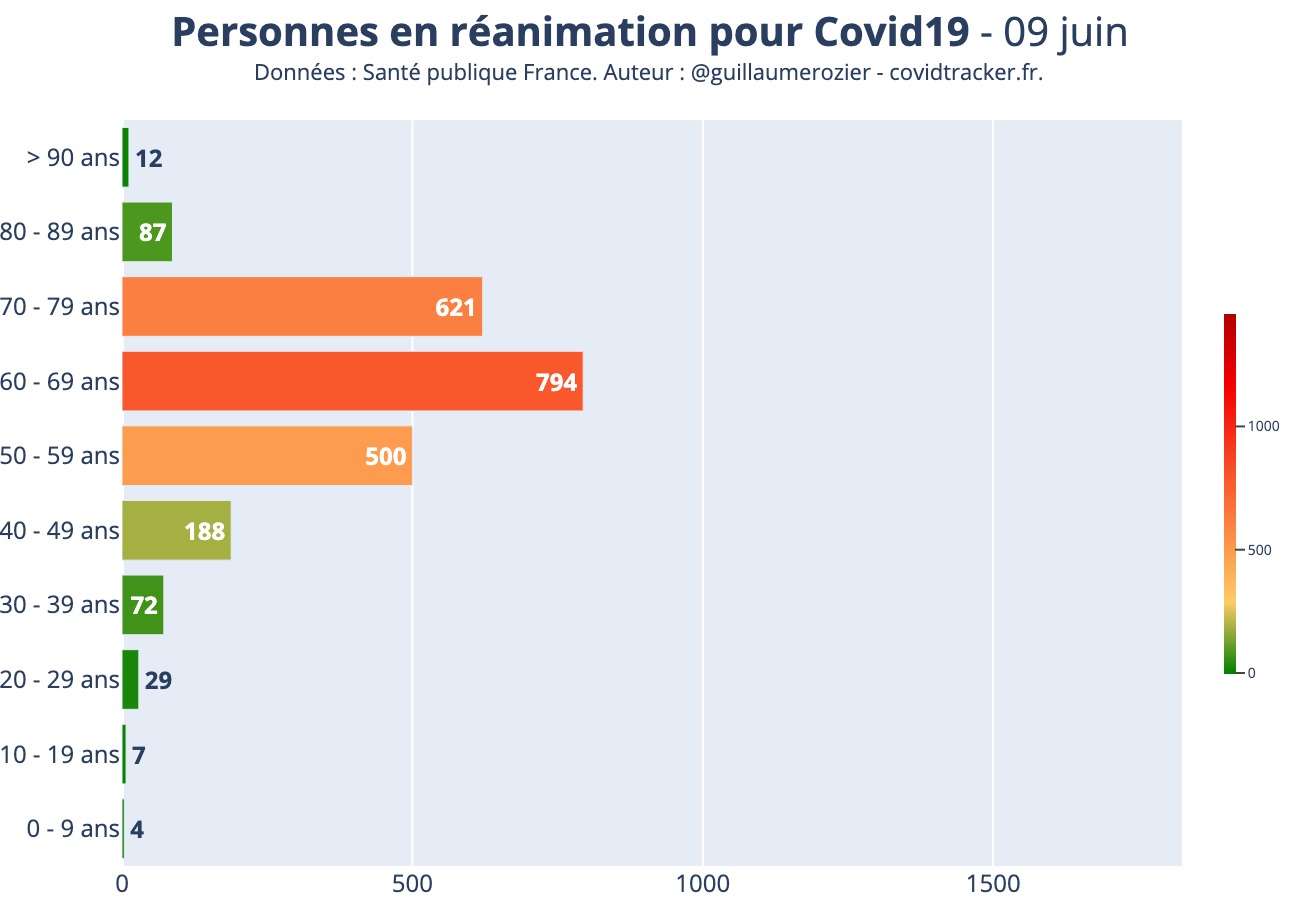 Personnes en réanimation pour Covid19 - 09 juin
Données : Santé publique France. Auteur : @guillaumerozier - covidtracker.fr.
> 90 ans 12
80 - 89 ans 87
70 - 79 ans 621
60 - 69 ans 794
50 - 59 ans 500
40 - 49 ans 188
30 - 39 ans 72
20 - 29 ans 29
10 - 19 ans 7
0 - 9 ans 4
0 500 1000 1500
1000
500
0